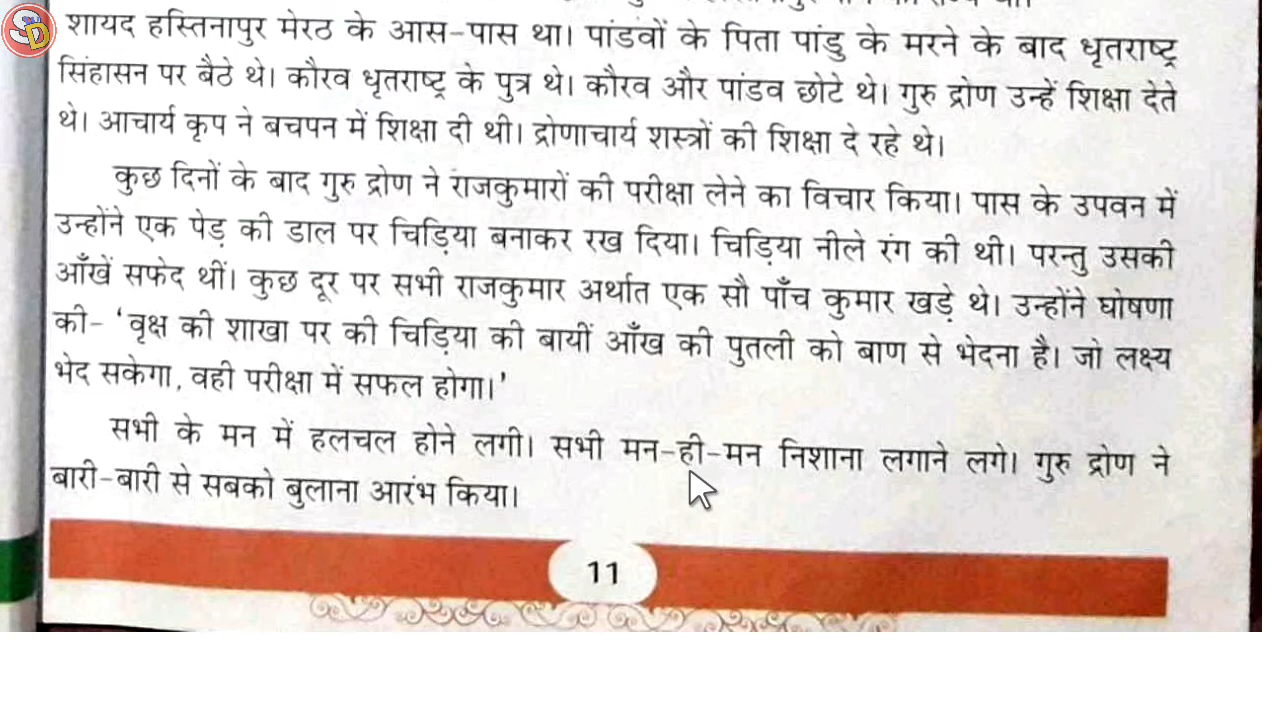 शायद हस्तिनापुर मेरठ के आस-पास था। पांडवों के पिता पांडु के मरने के बाद धृतराष्ट्र
सिंहासन पर बैठे थे। कौरव धृतराष्ट्र के पुत्र थे। कौरव और पांडव छोटे थे। गुरु द्रोण उन्हें शिक्षा देते
थे। आचार्य कृप ने बचपन में शिक्षा दी थी। द्रोणाचार्य शस्त्रों की शिक्षा दे रहे थे।
कुछ दिनों के बाद गुरु द्रोण ने राजकुमारों की परीक्षा लेने का विचार किया। पास के उपवन में
उन्होंने एक पेड़ की डाल पर चिड़िया बनाकर रख दिया। चिड़िया नीले रंग की थी। परन्तु उसकी
आँखें सफेद थीं। कुछ दूर पर सभी राजकुमार अर्थात एक सौ पाँच कुमार खड़े थे। उन्होंने घोषणा
की- 'वृक्ष की शाखा पर की चिड़िया की बायीं आँख की पुतली को बाण से भेदना है। जो लक्ष्य
भेद सकेगा, वही परीक्षा में सफल होगा।'
सभी के मन में हलचल होने लगी। सभी मन-ही-मन निशाना लगाने लगे। गुरु द्रोण ने
बारी-बारी से सबको बुलाना आरंभ किया।
11